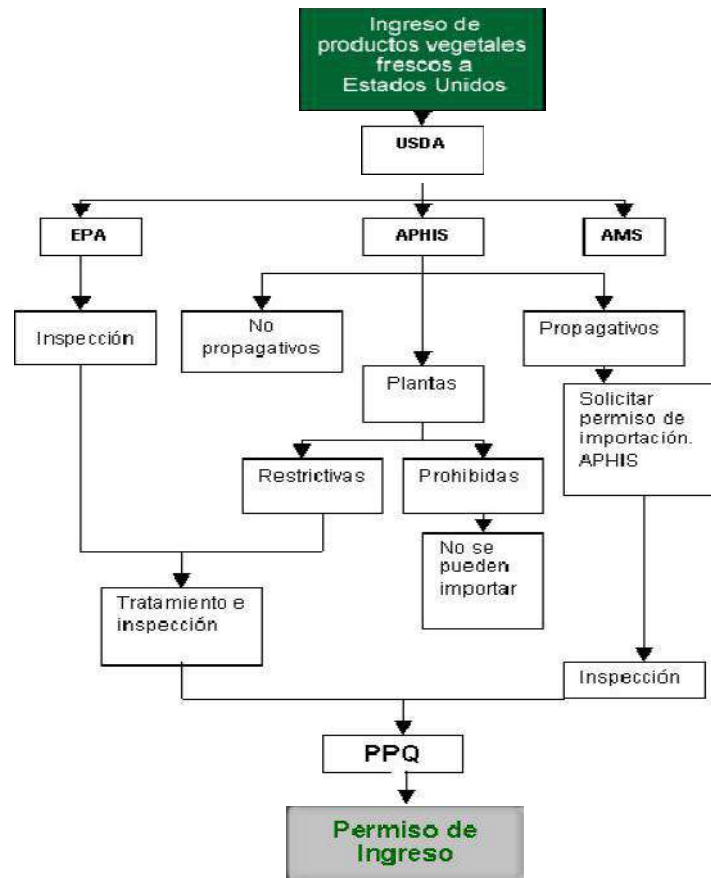 Ingreso de
productos vegetales
frescos a
Estados Unidos
USDA
EPA
APHIS
AMS
Inspección
No
propagativos
Propagativos
Plantas
Solicitar
permiso de
importación.
APHIS
Restrictivas
Prohibidas
No se
pueden
importar
Tratamiento e
inspección
Inspección
PPQ
Permiso de
Ingreso